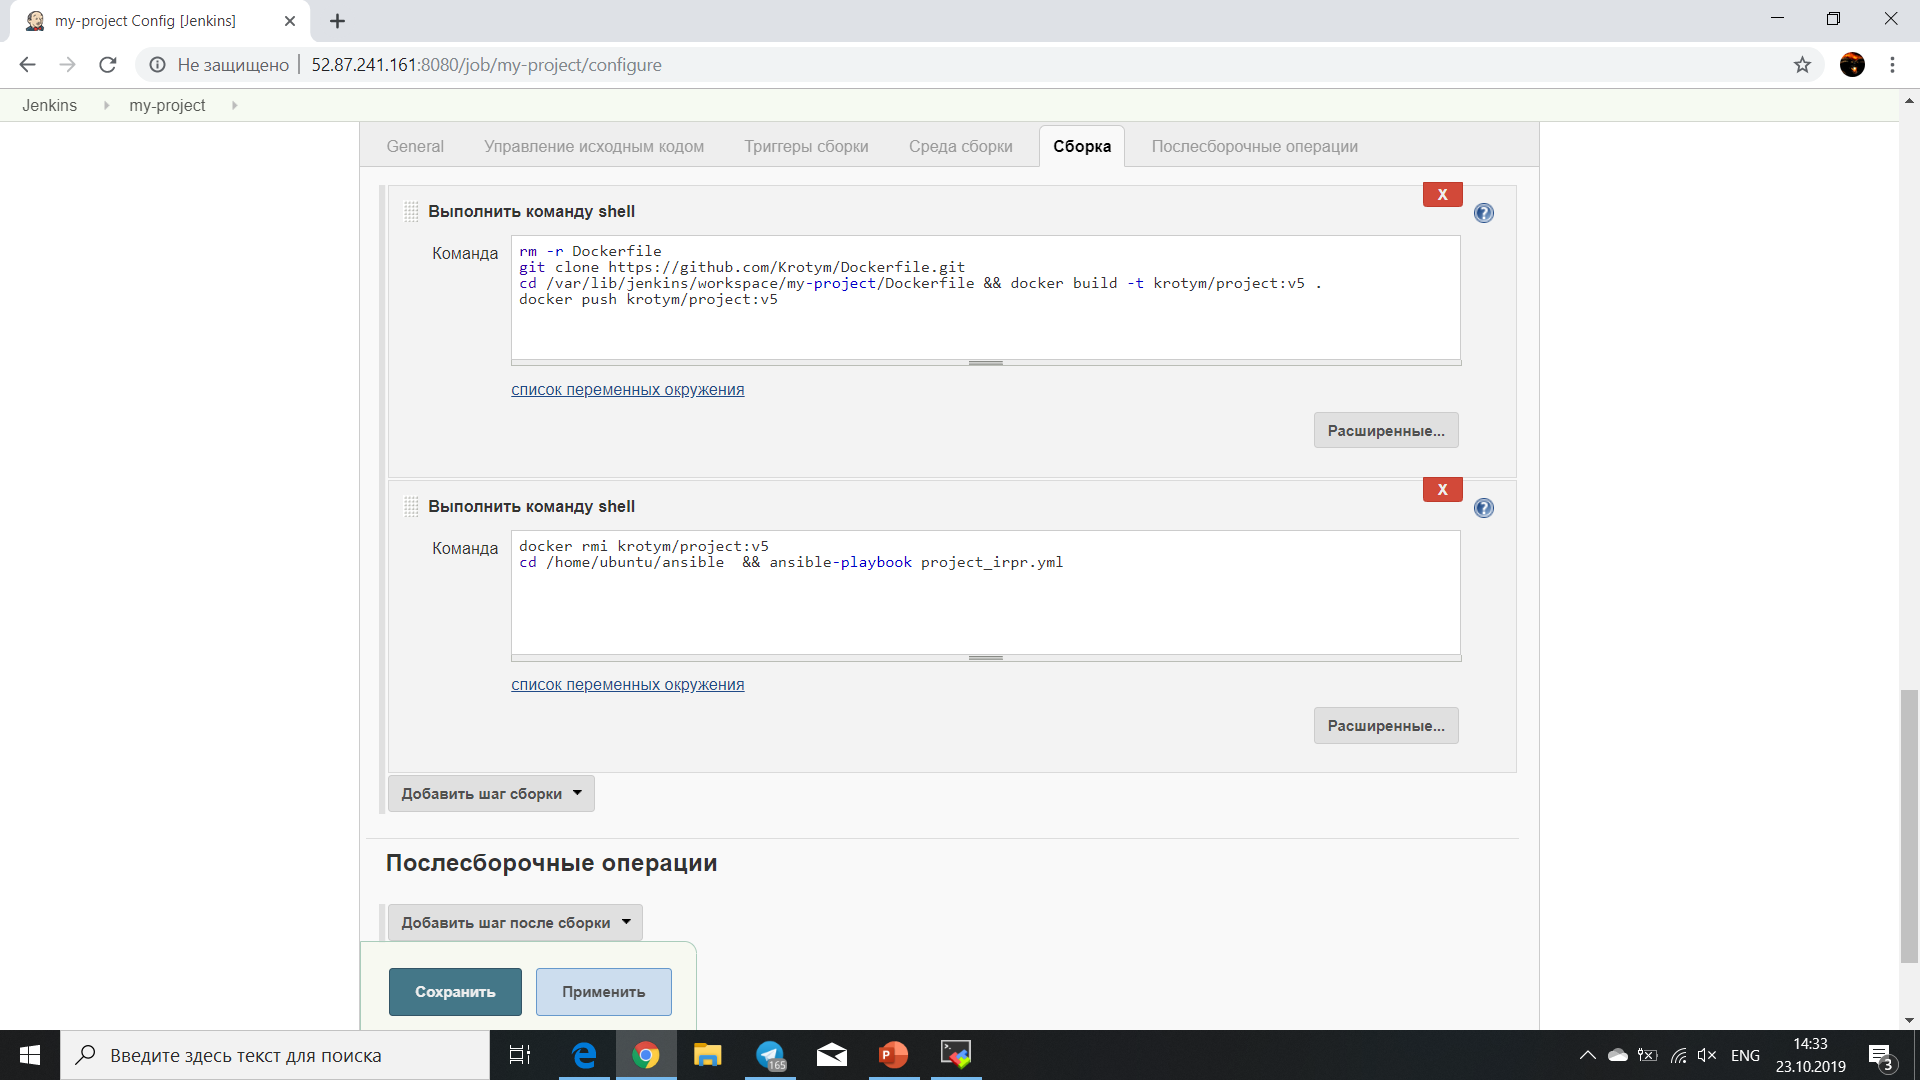 my-project Config [Jenkins]
Не защищено 52.87.241.161:8080/job/my-project/configure
Jenkins my-project
General Управление исходным кодом Триггеры сборки Среда сборки Сборка Послесборочные операции
X
Выполнить команду shell
?
Команда
rm -r Dockerfile
git clone https://github.com/Krotym/Dockerfile.git
cd /var/lib/jenkins/workspace/my-project/Dockerfile && docker build -t krotym/project:v5 .
docker push krotym/project:v5
список переменных окружения
Расширенные...
X
Выполнить команду shell
?
Команда
docker rmi krotym/project:v5
cd /home/ubuntu/ansible  && ansible-playbook project_irpr.yml
список переменных окружения
Расширенные...
Добавить шаг сборки
Послесборочные операции
Добавить шаг после сборки
Сохранить Применить
Введите здесь текст для поиска
165
P
ENG
14:33
23.10.2019
3